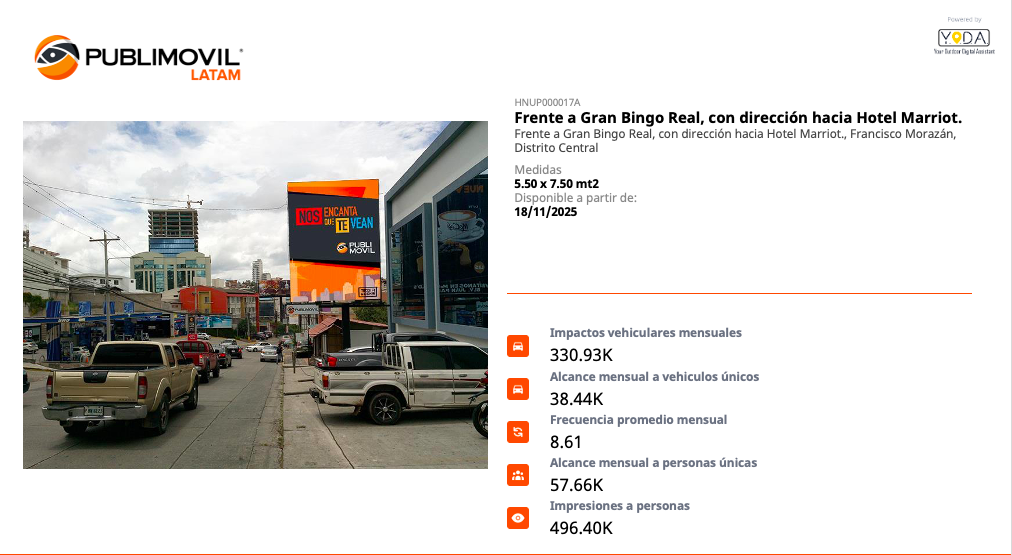 PUBLIMOVIL
LATAM
Powered by
YODA
Your Outdoor Digital Assistant
HNUP000017A
Frente a Gran Bingo Real, con dirección hacia Hotel Marriot.
Frente a Gran Bingo Real, con dirección hacia Hotel Marriot., Francisco Morazán,
Distrito Central
Medidas
5.50 x 7.50 mt2
Disponible a partir de:
18/11/2025
NOS ENCANTA
QUE TE VEAN
PUBLI
MOVIL
PUBLIMOVIL
Impactos vehiculares mensuales
330.93K
Alcance mensual a vehiculos únicos
38.44K
Frecuencia promedio mensual
8.61
Alcance mensual a personas únicas
57.66K
Impresiones a personas
496.40K